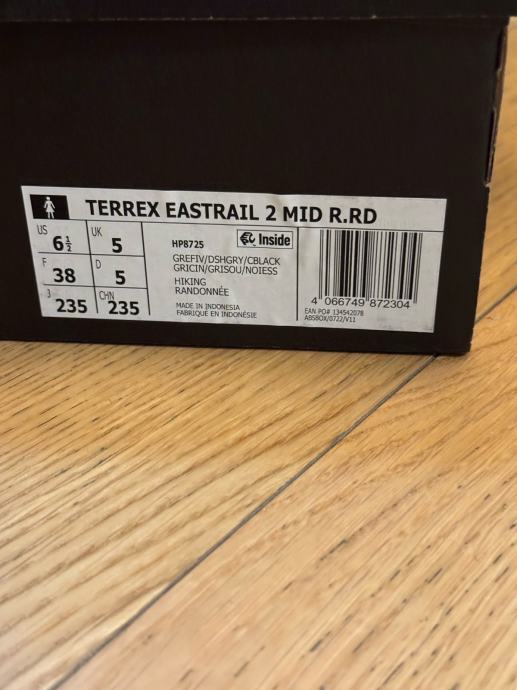 TERREX EASTRAIL 2 MID R.RD
US 6½ UK 5
F 38 D 5
J 235 CHN 235
HP8725 Inside
GREFIV/DSHGRY/CBLACK
GRICIN/GRISOU/NOIESS
HIKING
RANDONNÉE
MADE IN INDONESIA
FABRIQUE EN INDONÉSIE
4 066749 872304
EAN PO# 134542078
ABSBOX/0722/V11